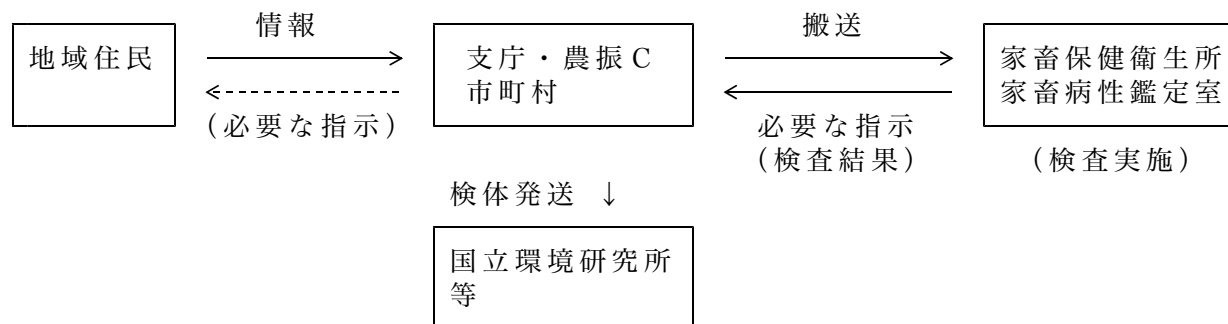 情報
搬送
地域住民
支庁・農振C
市町村
家畜保健衛生所
家畜病性鑑定室
(必要な指示)
必要な指示
(検査結果)
(検査実施)
検体発送 ↓
国立環境研究所
等